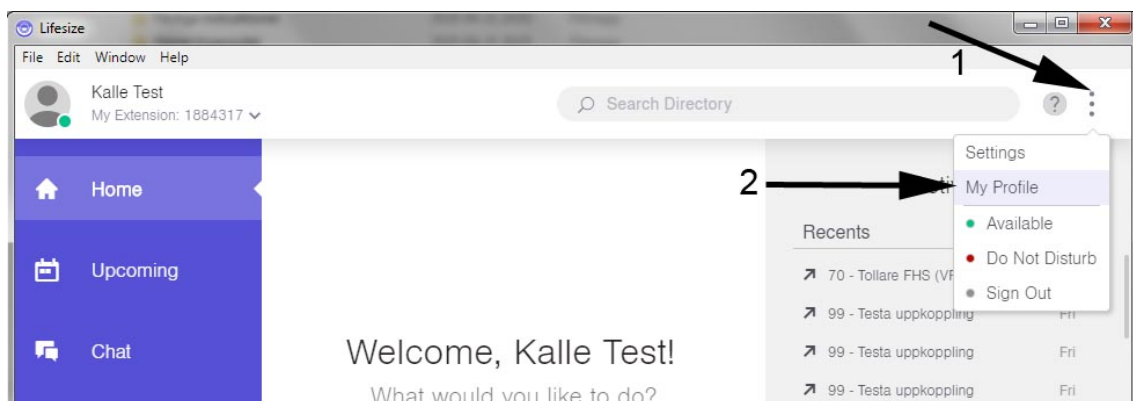 Lifesize
File Edit Window Help
1
Kalle Test
My Extension: 1884317
Search Directory
?
Settings
2
My Profile
Home
Available
Recents
Do Not Disturb
Upcoming
70 - Tollare FHS
Sign Out
99 - Testa uppkoppling Fri
Chat
Welcome, Kalle Test!
99 - Testa uppkoppling Fri
What would you like to do?
99 - Testa uppkoppling Fri